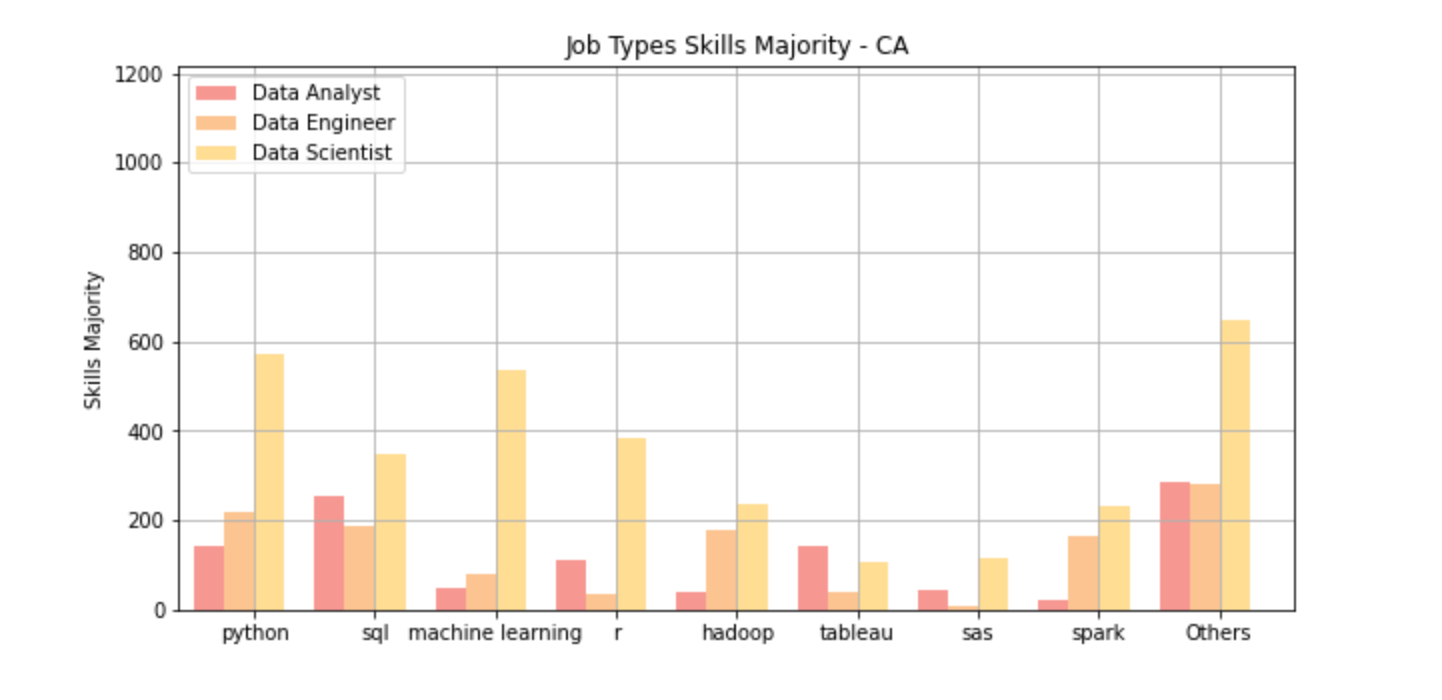 Job Types Skills Majority - CA
Data Analyst
Data Engineer
Data Scientist
Skills Majority
1200
1000
800
600
400
200
0
python sql machine learning r hadoop tableau sas spark Others